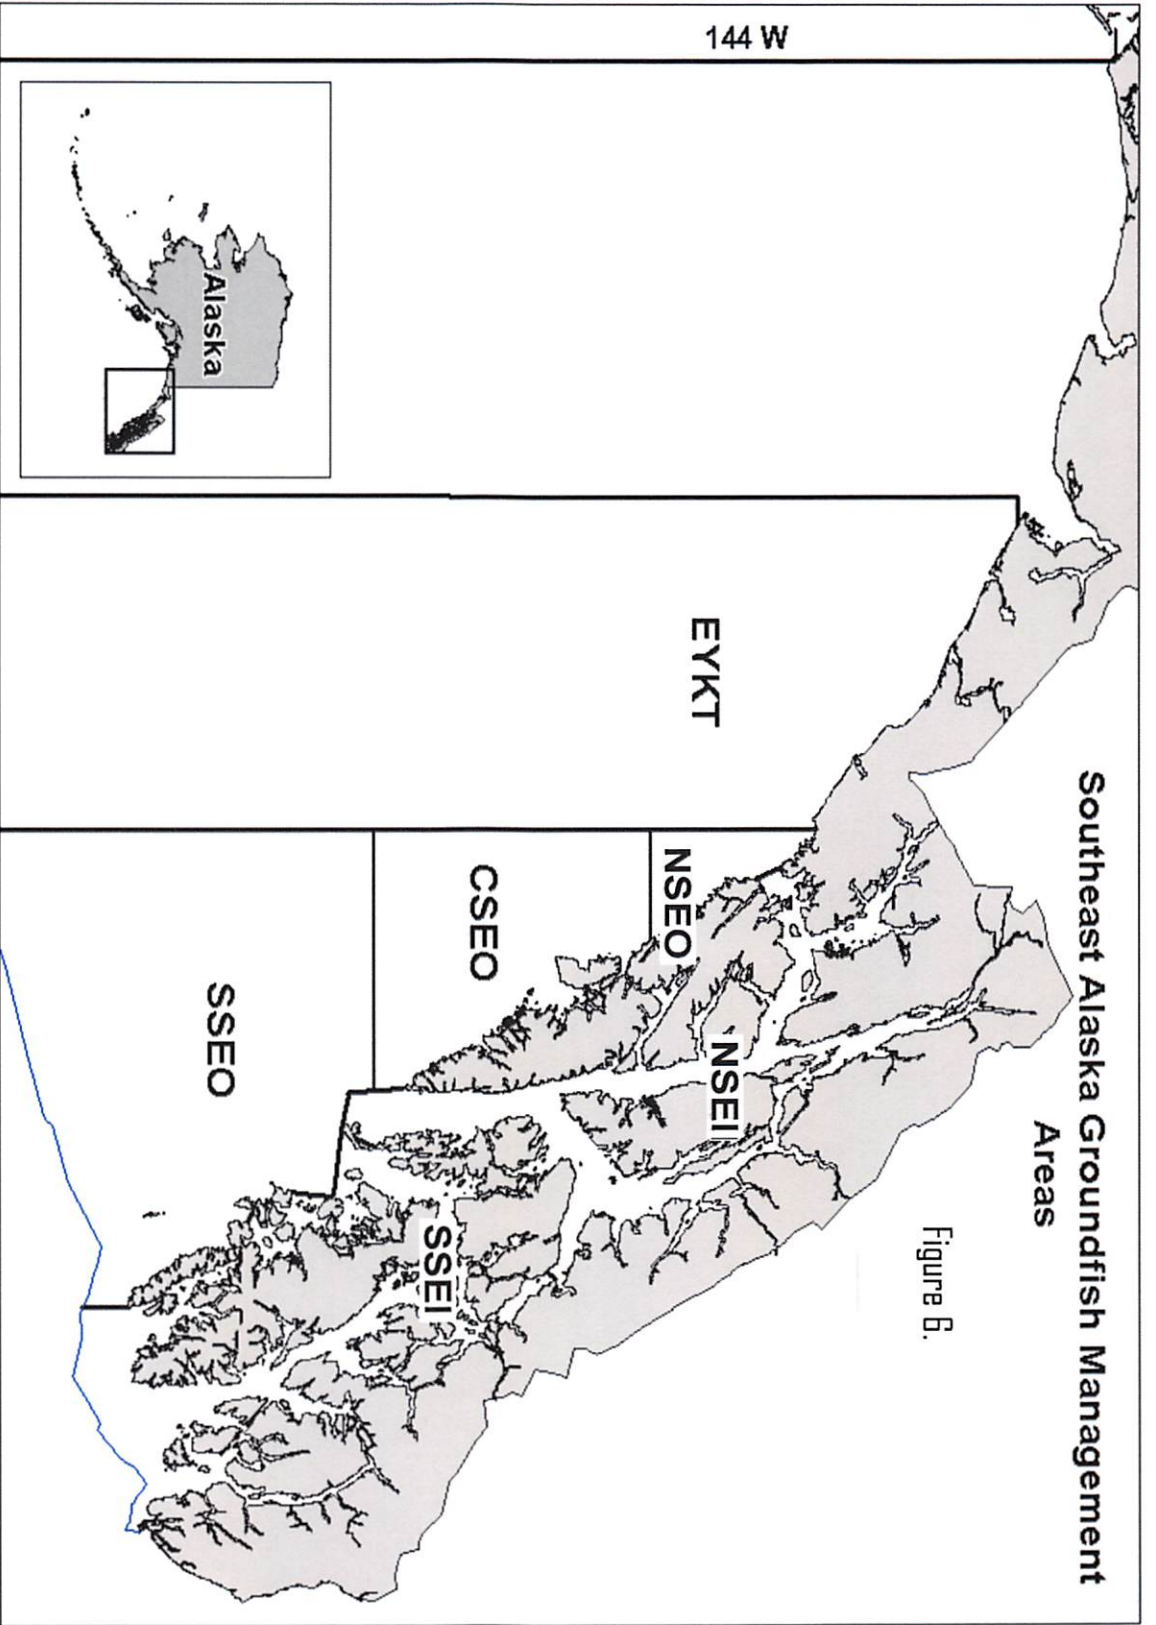 Southeast Alaska Groundfish Management
Areas
Figure 6.
144 W
EYKT
NSEO
NSEI
CSEO
SSEI
SSEO
Alaska